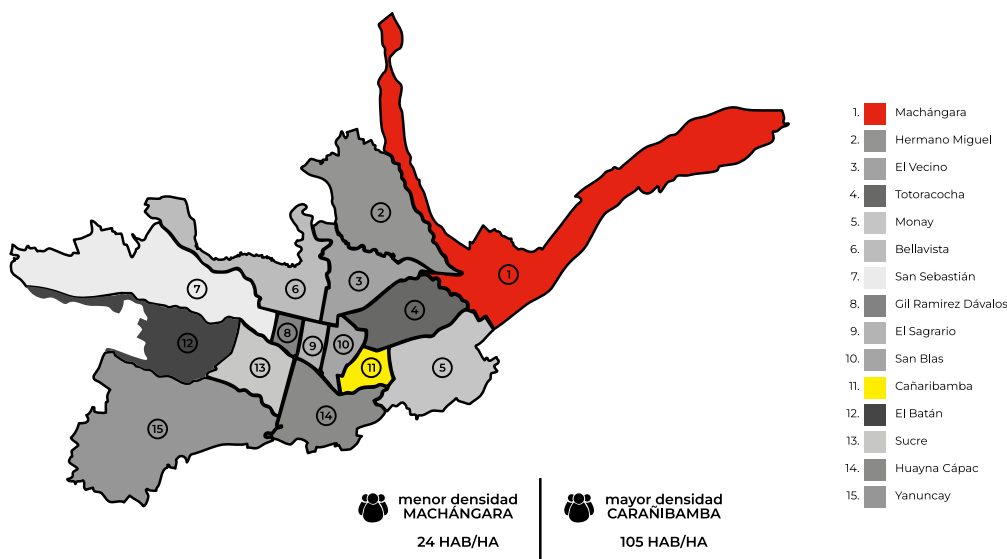 1
2
3
4
5
6
7
8
9
10
11
12
13
14
15
1. Machángara
2. Hermano Miguel
3. El Vecino
4. Totoracocha
5. Monay
6. Bellavista
7. San Sebastián
8. Gil Ramirez Dávalos
9. El Sagrario
10. San Blas
11. Cañaribamba
12. El Batán
13. Sucre
14. Huayna Cápac
15. Yanuncay
menor densidad
MACHÁNGARA
24 HAB/HA
mayor densidad
CARAÑIBAMBA
105 HAB/HA